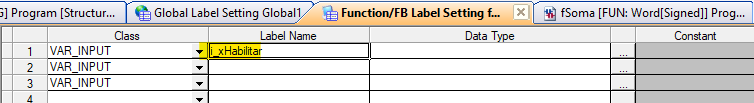 G] Program [Structur...
Global Label Setting Global1
Function/FB Label Setting f...
fSoma [FUN: Word[Signed]] Prog...
Class Label Name Data Type Constant
1 VAR_INPUT i_xHabilitar ...
2 VAR_INPUT ...
3 VAR_INPUT ...
4